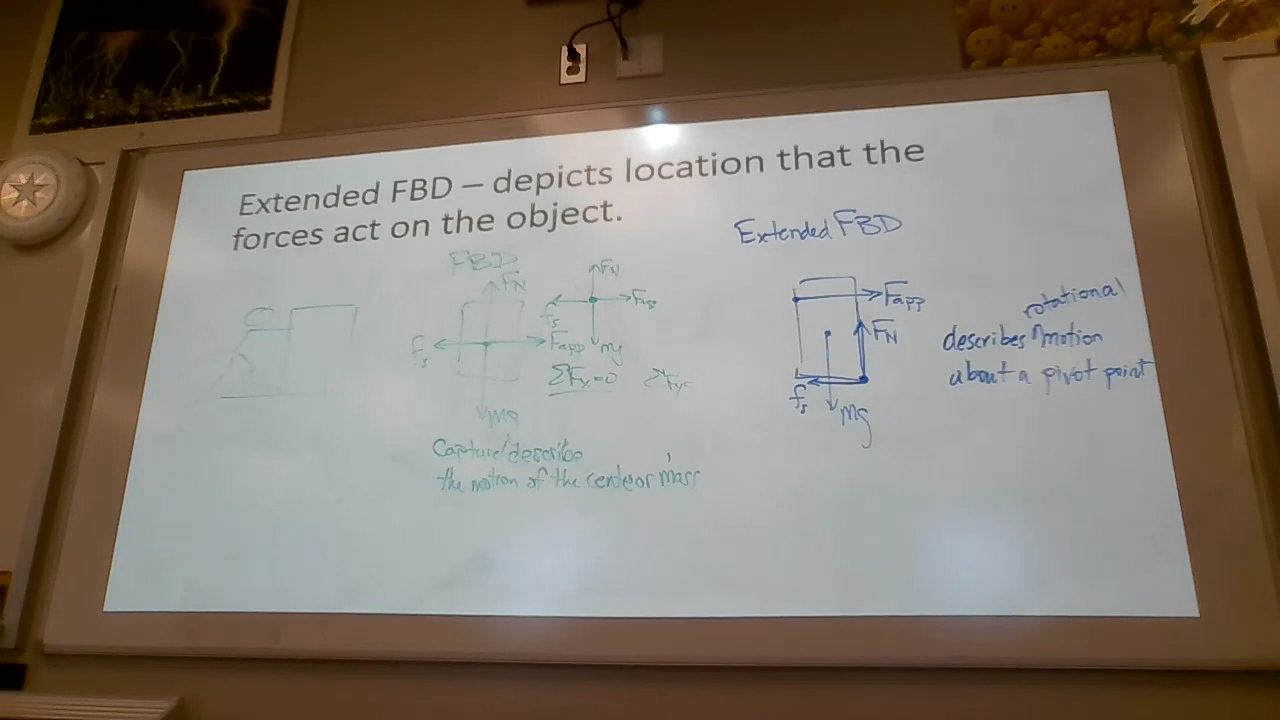 Extended FBD – depicts location that the
forces act on the object.
FBD
FN
fs
Fapp
mg
FN
fs
Fapp
mg
ΣFx=0
Capture/describe
the motion of the center or mass
Extended FBD
Fapp
FN
fs
mg
rotational
describes ^motion
about a pivot point